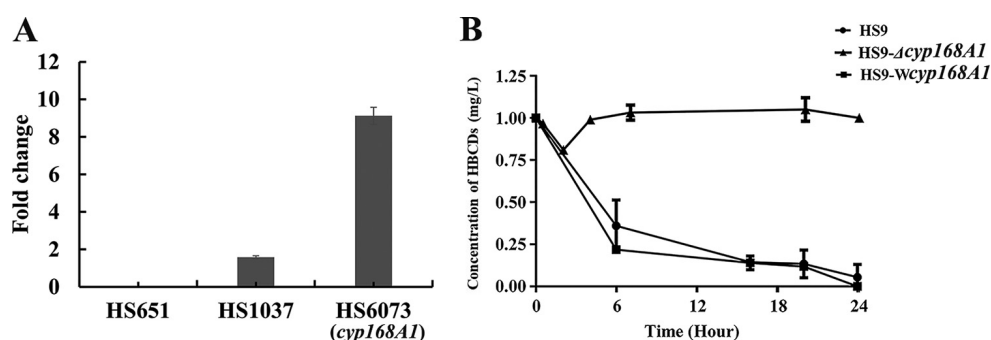 A
Fold change
12
10
8
6
4
2
0
HS651 HS1037 HS6073
(cyp168A1)
B
HS9
HS9-Δcyp168A1
HS9-Wcyp168A1
Concentration of HBCDs (mg/L)
1.25
1.00
0.75
0.50
0.25
0.00
0 6 12 18 24
Time (Hour)